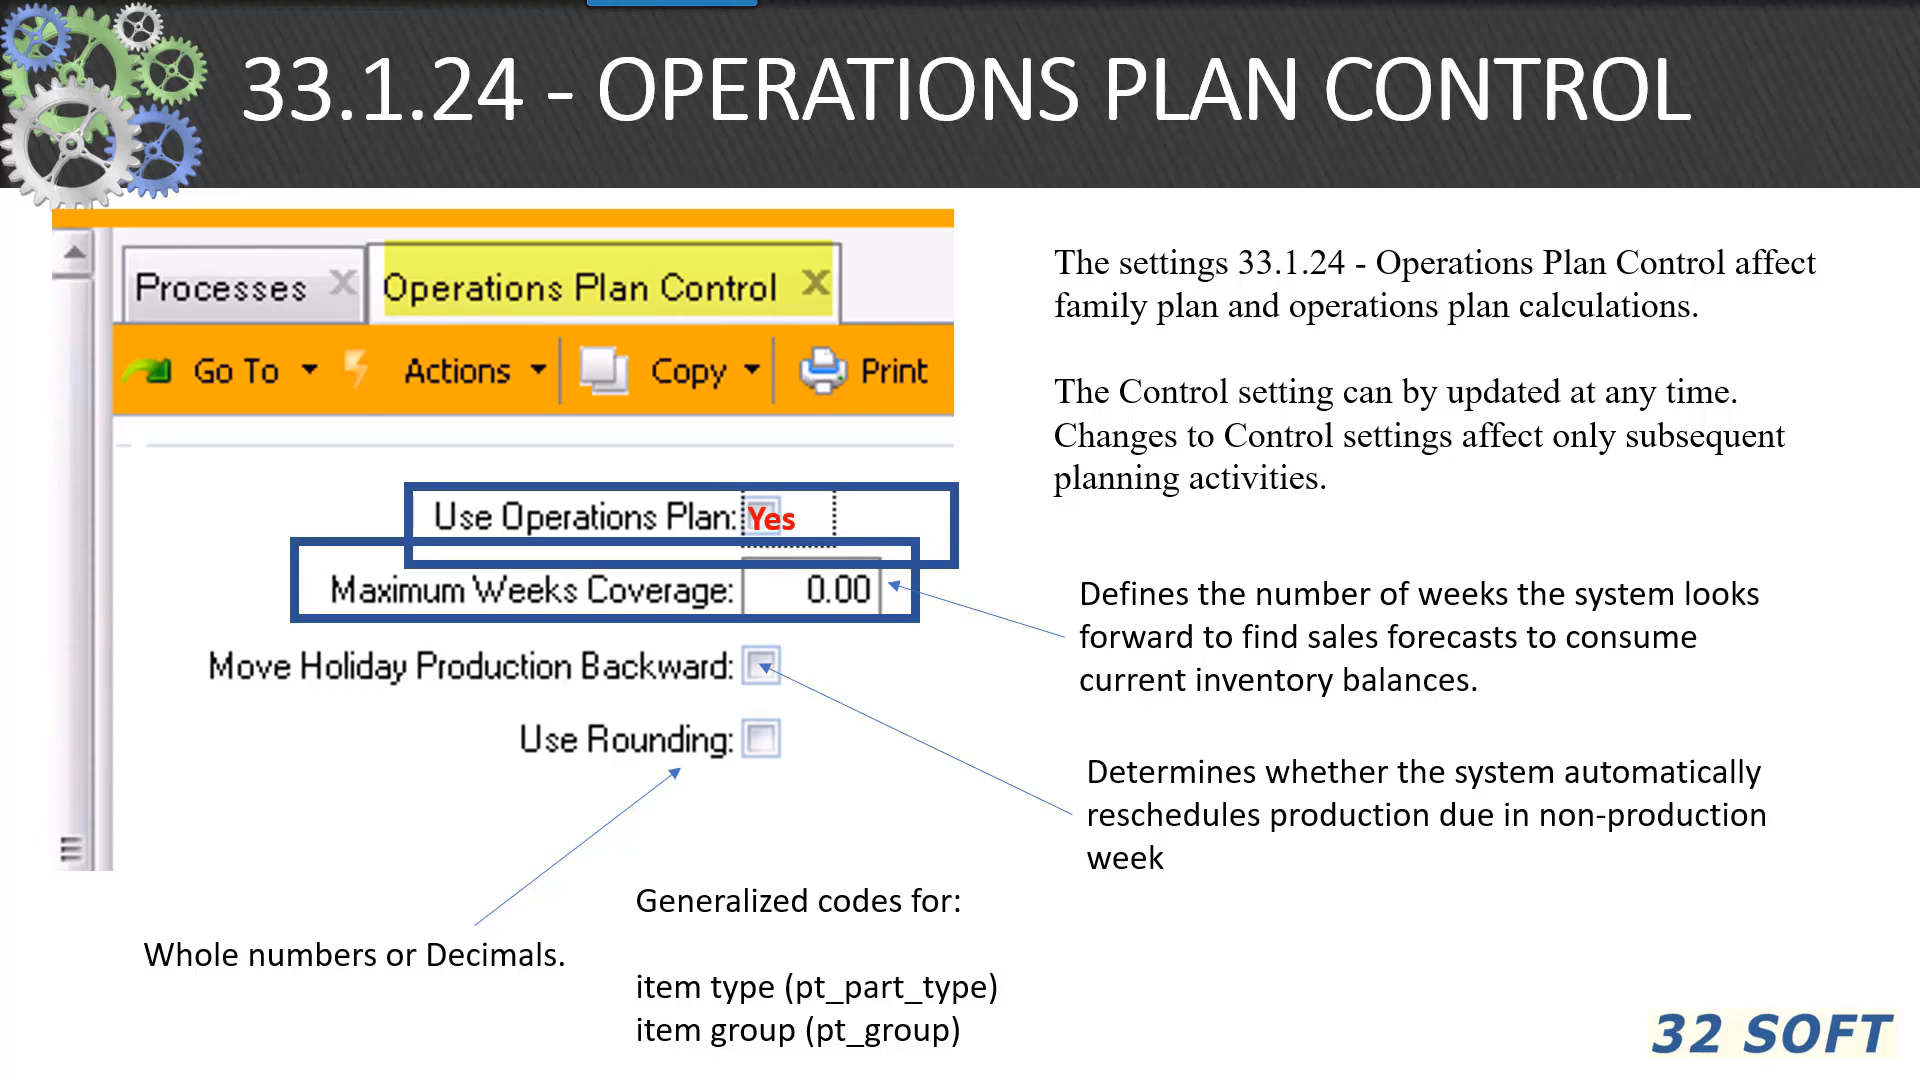 33.1.24 - OPERATIONS PLAN CONTROL
Processes
Operations Plan Control
Go To
Actions
Copy
Print
Use Operations Plan: Yes
Maximum Weeks Coverage: 0.00
Move Holiday Production Backward:
Use Rounding:
The settings 33.1.24 - Operations Plan Control affect
family plan and operations plan calculations.
The Control setting can by updated at any time.
Changes to Control settings affect only subsequent
planning activities.
Defines the number of weeks the system looks
forward to find sales forecasts to consume
current inventory balances.
Determines whether the system automatically
reschedules production due in non-production
week
Whole numbers or Decimals.
Generalized codes for:
item type (pt_part_type)
item group (pt_group)
32 SOFT